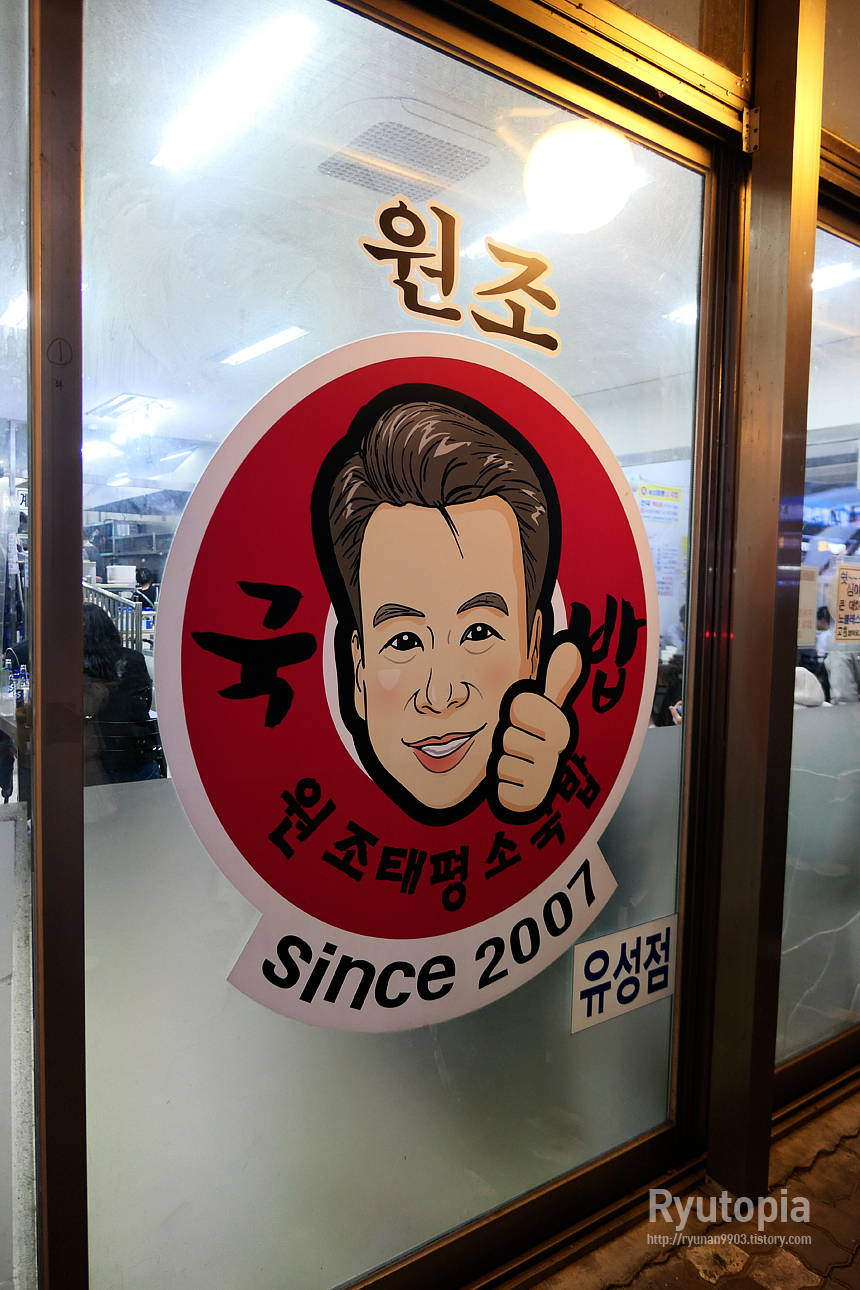 원조
국밥
원조태평소국밥
since 2007
유성점
Ryutopia
http://ryunan9903.tistory.com